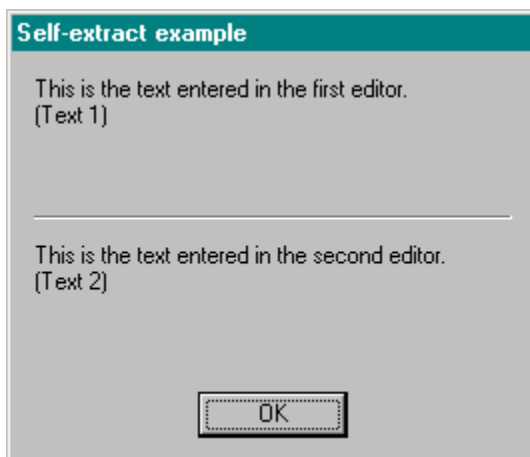 Self-extract example
This is the text entered in the first editor.
(Text 1)
This is the text entered in the second editor.
(Text 2)
OK